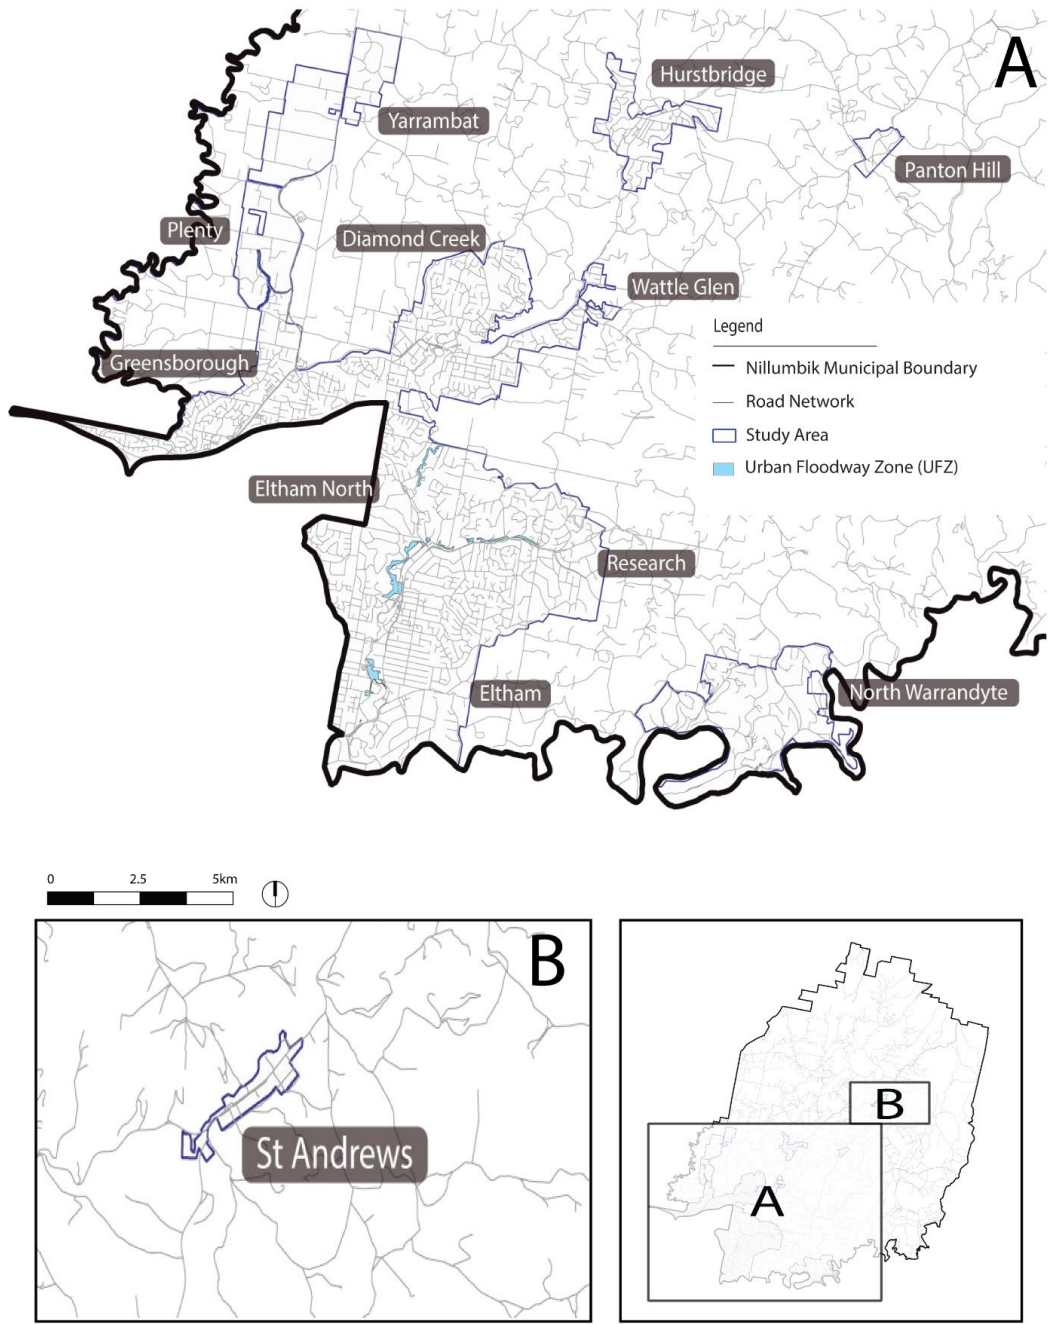 A
Hurstbridge
Yarrambat
Panton Hill
Plenty
Diamond Creek
Wattle Glen
Legend
Greensborough
Nillumbik Municipal Boundary
Road Network
Study Area
Urban Floodway Zone (UFZ)
Eltham North
Research
Eltham
North Warrandyte
0 2.5 5km
B
St Andrews
B
A